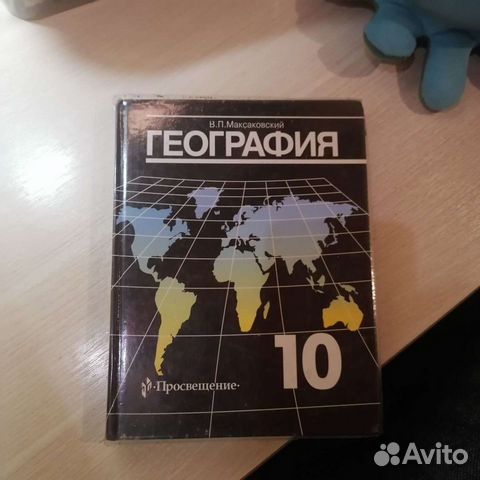 В.П.Максаковский
ГЕОГРАФИЯ
10
·Просвещение·
Avito